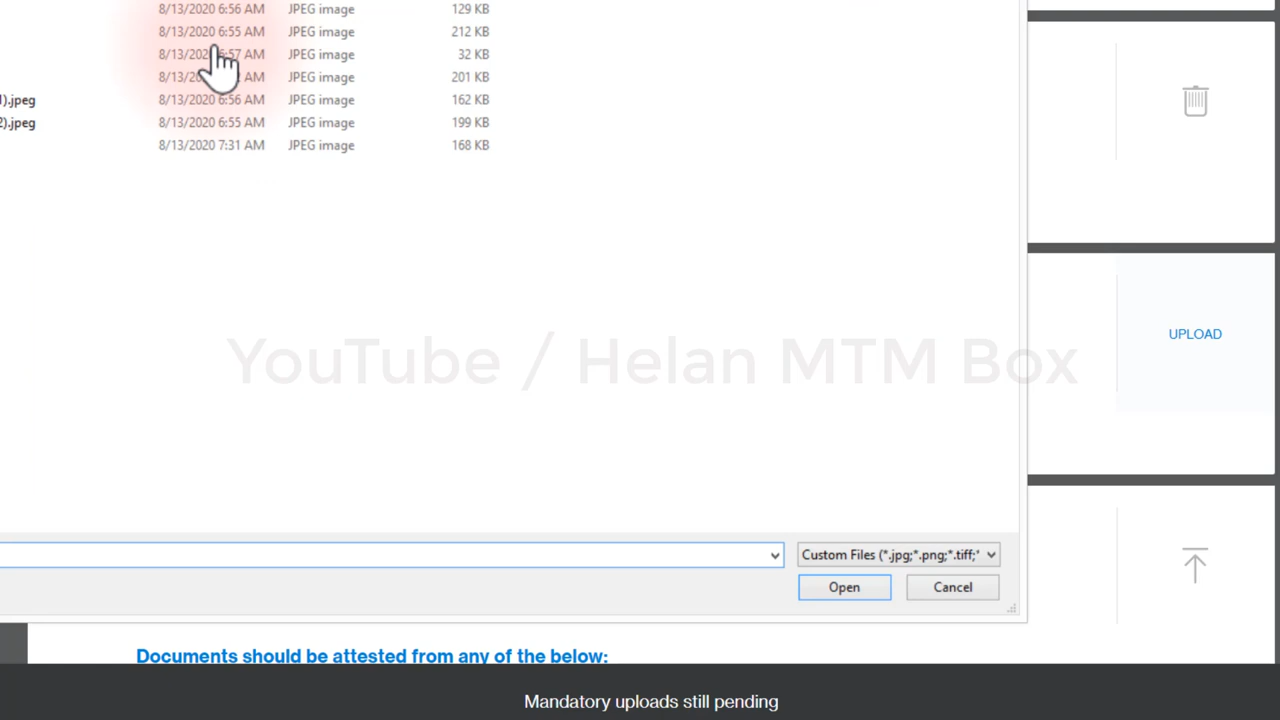 8/13/2020 6:56 AM JPEG image 129 KB
8/13/2020 6:55 AM JPEG image 212 KB
8/13/2020 6:57 AM JPEG image 32 KB
8/13/20 AM JPEG image 201 KB
1).jpeg 8/13/2020 6:56 AM JPEG image 162 KB
2).jpeg 8/13/2020 6:55 AM JPEG image 199 KB
8/13/2020 7:31 AM JPEG image 168 KB
UPLOAD
YouTube / Helan MTM Box
Custom Files (*.jpg;*.png;*.tiff;*
Open Cancel
Documents should be attested from any of the below:
Mandatory uploads still pending